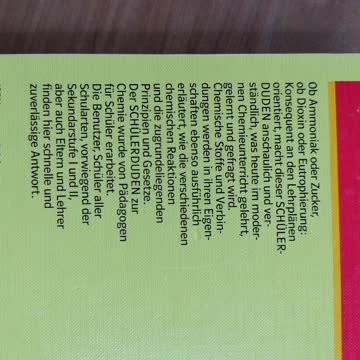 Ob Ammoniak oder Zucker,
ob Dioxin oder Eutrophierung:
Konsequent an den Lehrplänen
orientiert, macht dieser SCHÜLER-
DUDEN anschaulich und ver-
ständlich, was heute im moder-
nen Chemieunterricht gelehrt,
gelernt und gefragt wird.
Chemische Stoffe und Verbin-
dungen werden in ihren Eigen-
schaften ebenso ausführlich
erläutert, wie die verschiedenen
chemischen Reaktionen
und die zugrundeliegenden
Prinzipien und Gesetze.
Der SCHÜLERDUDEN zur
Chemie wurde von Pädagogen
für Schüler erarbeitet.
Die Benutzer, Schüler aller
Schularten, vorwiegend der
Sekundarstufe I und II,
aber auch Eltern und Lehrer
finden hier schnelle und
zuverlässige Antwort.